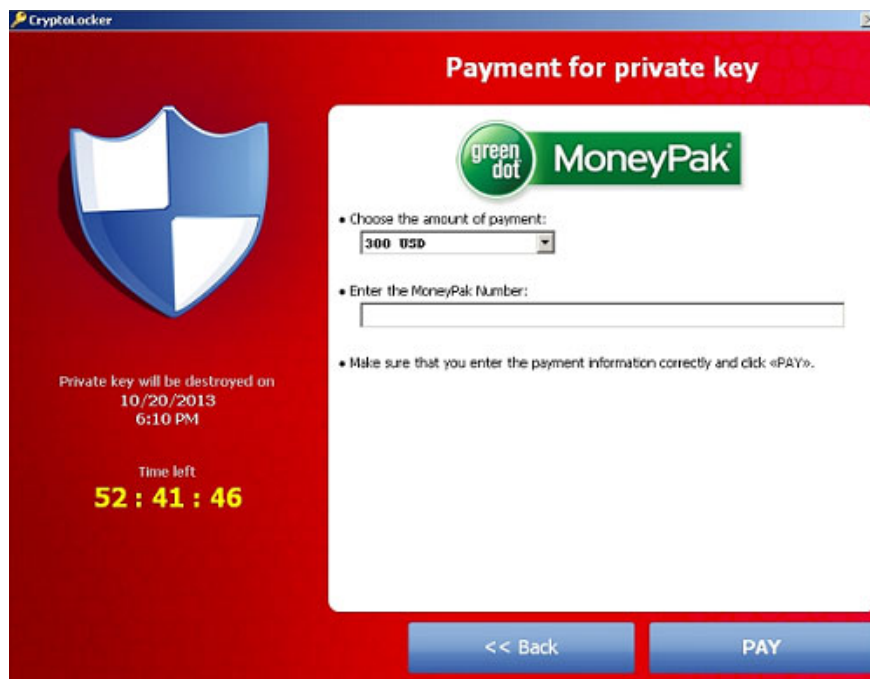 CryptoLocker
Payment for private key
green
dot
MoneyPak
• Choose the amount of payment:
300 USD
• Enter the MoneyPak Number:
• Make sure that you enter the payment information correctly and click «PAY».
Private key will be destroyed on
10/20/2013
6:10 PM
Time left
52 : 41 : 46
<< Back
PAY